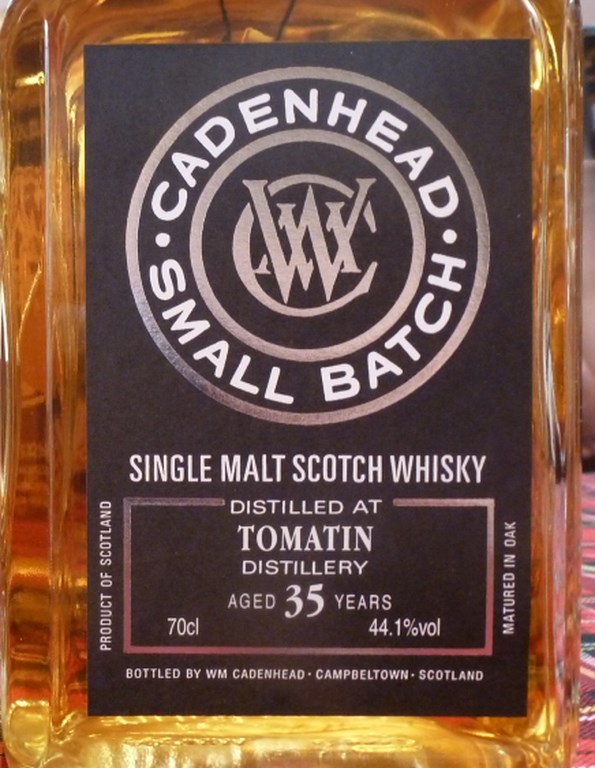 CADENHEAD
WC
• SMALL BATCH •
SINGLE MALT SCOTCH WHISKY
DISTILLED AT
TOMATIN
DISTILLERY
AGED 35 YEARS
70cl 44.1%vol
PRODUCT OF SCOTLAND
MATURED IN OAK
BOTTLED BY WM CADENHEAD · CAMPBELTOWN · SCOTLAND